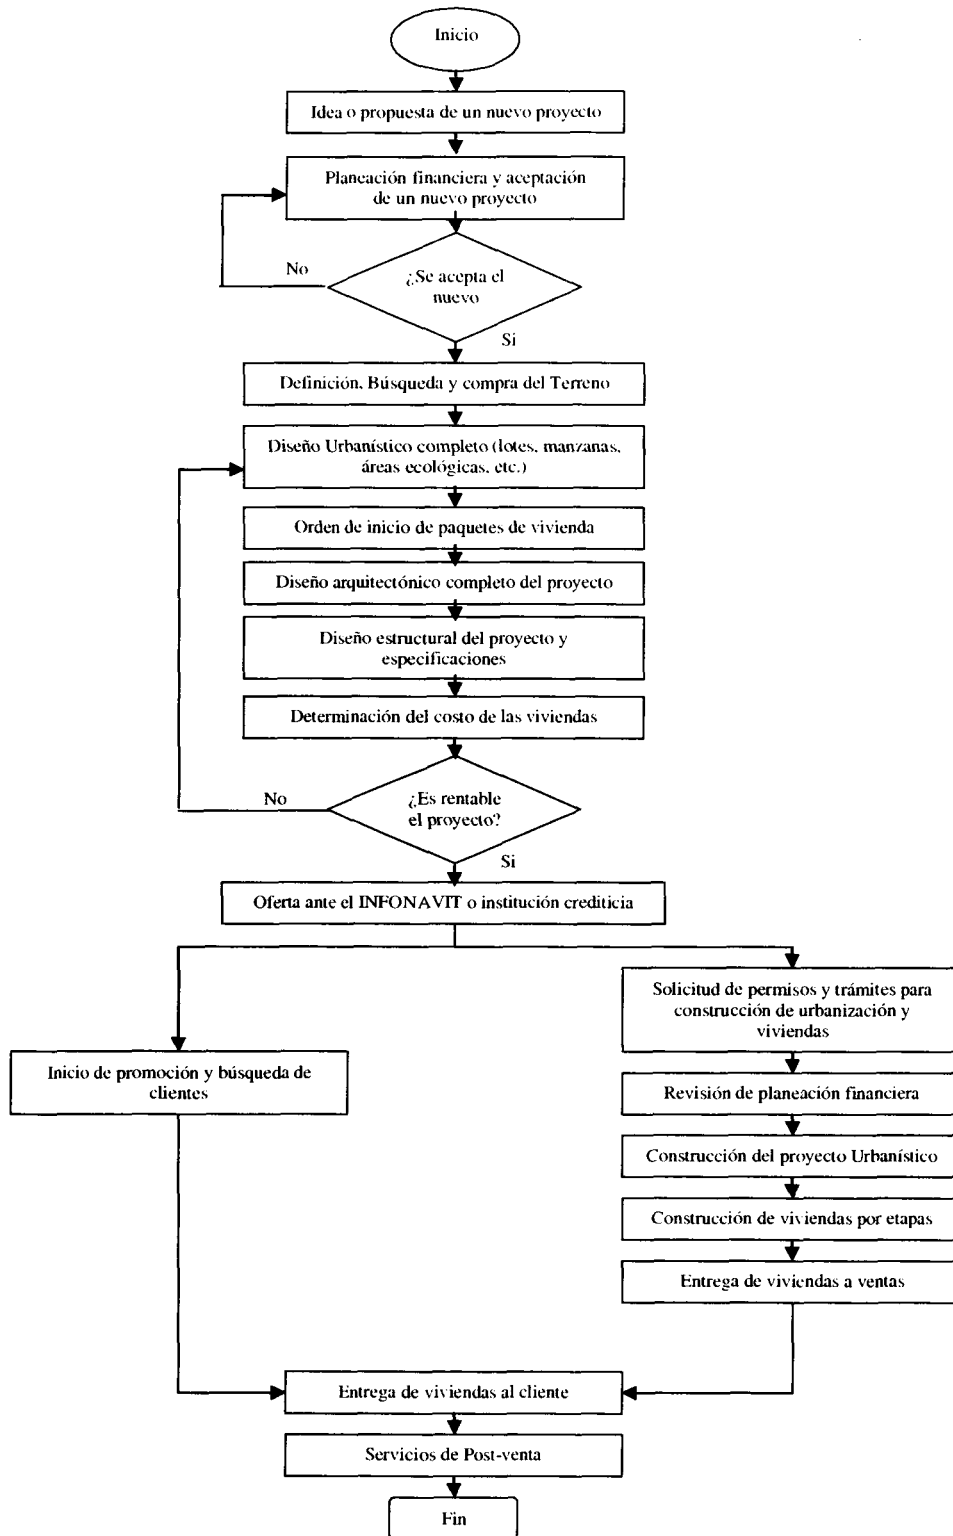 Inicio
Idea o propuesta de un nuevo proyecto
Planeación financiera y aceptación
de un nuevo proyecto
No
¿Se acepta el
nuevo
Si
Definición, Búsqueda y compra del Terreno
Diseño Urbanístico completo (lotes, manzanas,
áreas ecológicas, etc.)
Orden de inicio de paquetes de vivienda
Diseño arquitectónico completo del proyecto
Diseño estructural del proyecto y
especificaciones
Determinación del costo de las viviendas
No
¿Es rentable
el proyecto?
Si
Oferta ante el INFONAVIT o institución crediticia
Solicitud de permisos y trámites para
construcción de urbanización y
viviendas
Inicio de promoción y búsqueda de
clientes
Revisión de planeación financiera
Construcción del proyecto Urbanístico
Construcción de viviendas por etapas
Entrega de viviendas a ventas
Entrega de viviendas al cliente
Servicios de Post-venta
Fin